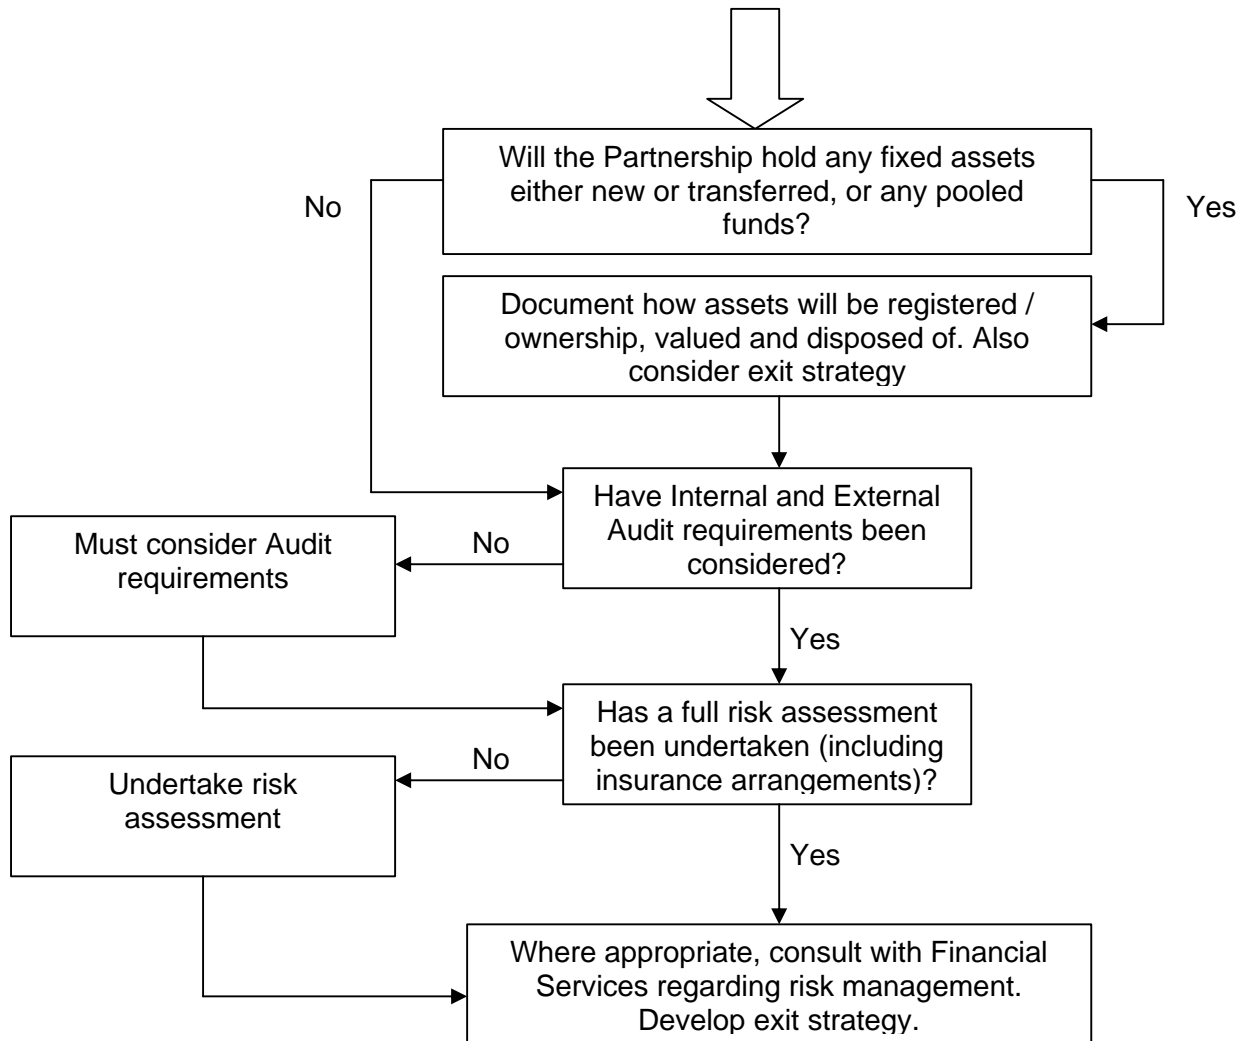 Will the Partnership hold any fixed assets
either new or transferred, or any pooled
funds?
No
Yes
Document how assets will be registered /
ownership, valued and disposed of. Also
consider exit strategy
Have Internal and External
Audit requirements been
considered?
No
Must consider Audit
requirements
Yes
Has a full risk assessment
been undertaken (including
insurance arrangements)?
No
Undertake risk
assessment
Yes
Where appropriate, consult with Financial
Services regarding risk management.
Develop exit strategy.